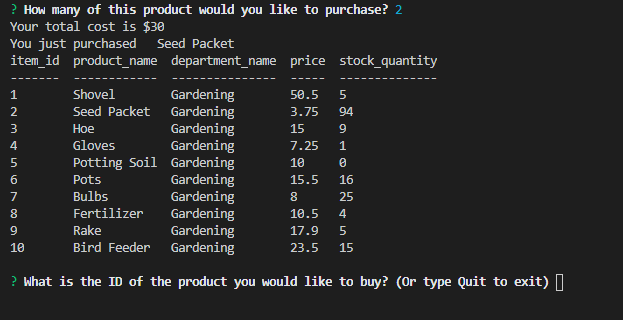 ? How many of this product would you like to purchase? 2
Your total cost is $30
You just purchased   Seed Packet
item_id  product_name  department_name  price  stock_quantity
-------  ------------  ---------------  -----  --------------
1        Shovel        Gardening        50.5   5
2        Seed Packet   Gardening        3.75   94
3        Hoe           Gardening        15     9
4        Gloves        Gardening        7.25   1
5        Potting Soil  Gardening        10     0
6        Pots          Gardening        15.5   16
7        Bulbs         Gardening        8      25
8        Fertilizer    Gardening        10.5   4
9        Rake          Gardening        17.9   5
10       Bird Feeder   Gardening        23.5   15
? What is the ID of the product you would like to buy? (Or type Quit to exit)